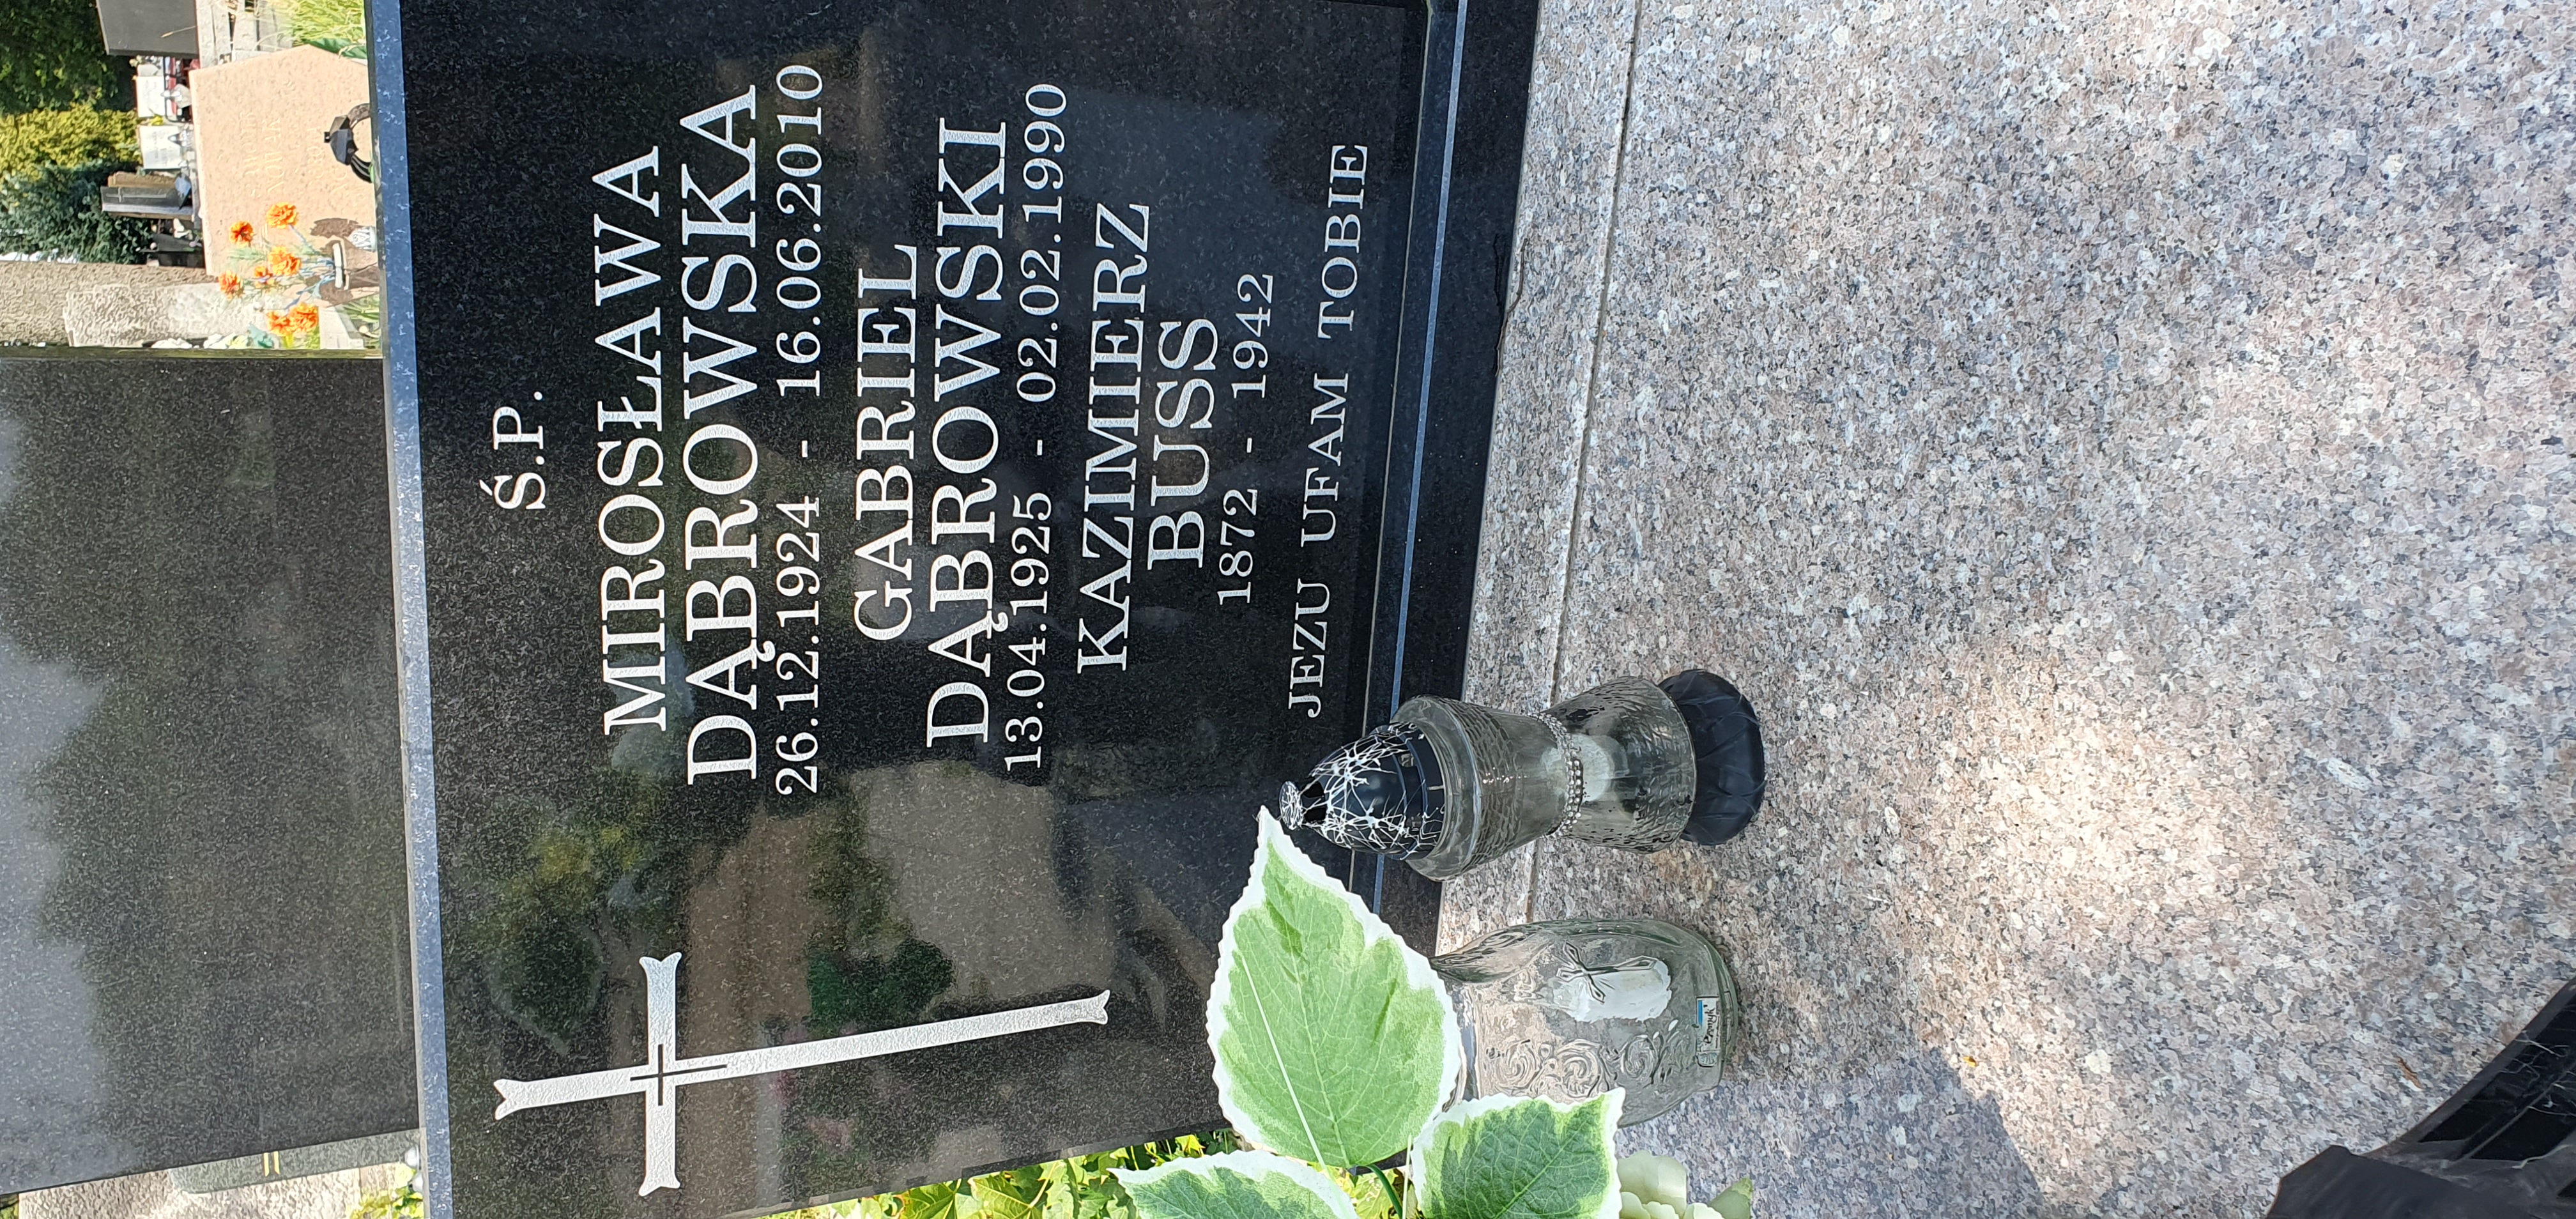 Ś.P.
MIROSŁAWA
DĄBROWSKA
26.12.1924 - 16.06.2010
GABRIEL
DĄBROWSKI
13.04.1925 - 02.02.1990
KAZIMIERZ
BUSS
1872 - 1942
JEZU UFAM TOBIE